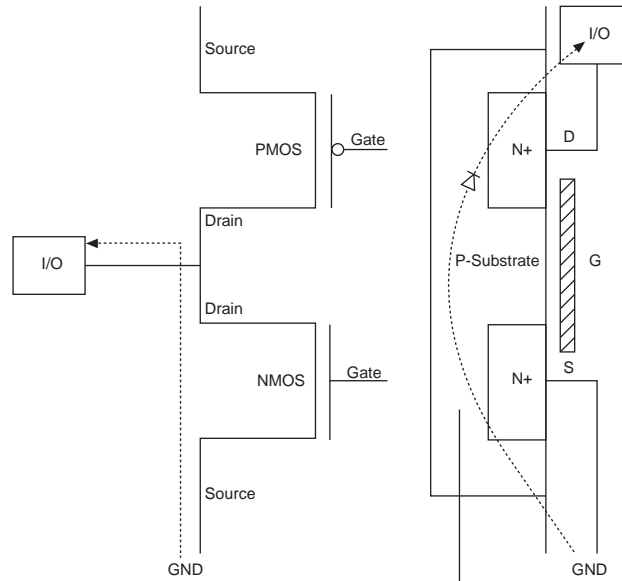 Source
PMOS
Gate
Drain
I/O
Drain
NMOS
Gate
Source
GND
I/O
N+
D
P-Substrate
G
S
N+
GND